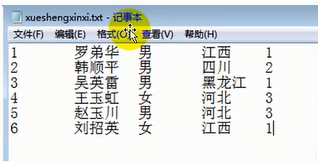 xueshengxinxi.txt - 记事本
文件(F) 编辑(E) 格式(O) 查看(V) 帮助(H)
1 罗弟华 男 江西 1
2 韩顺平 男 四川 2
3 吴英雷 男 黑龙江 1
4 王玉虹 女 河北 3
5 赵玉川 男 河北 3
6 刘招英 女 江西 1